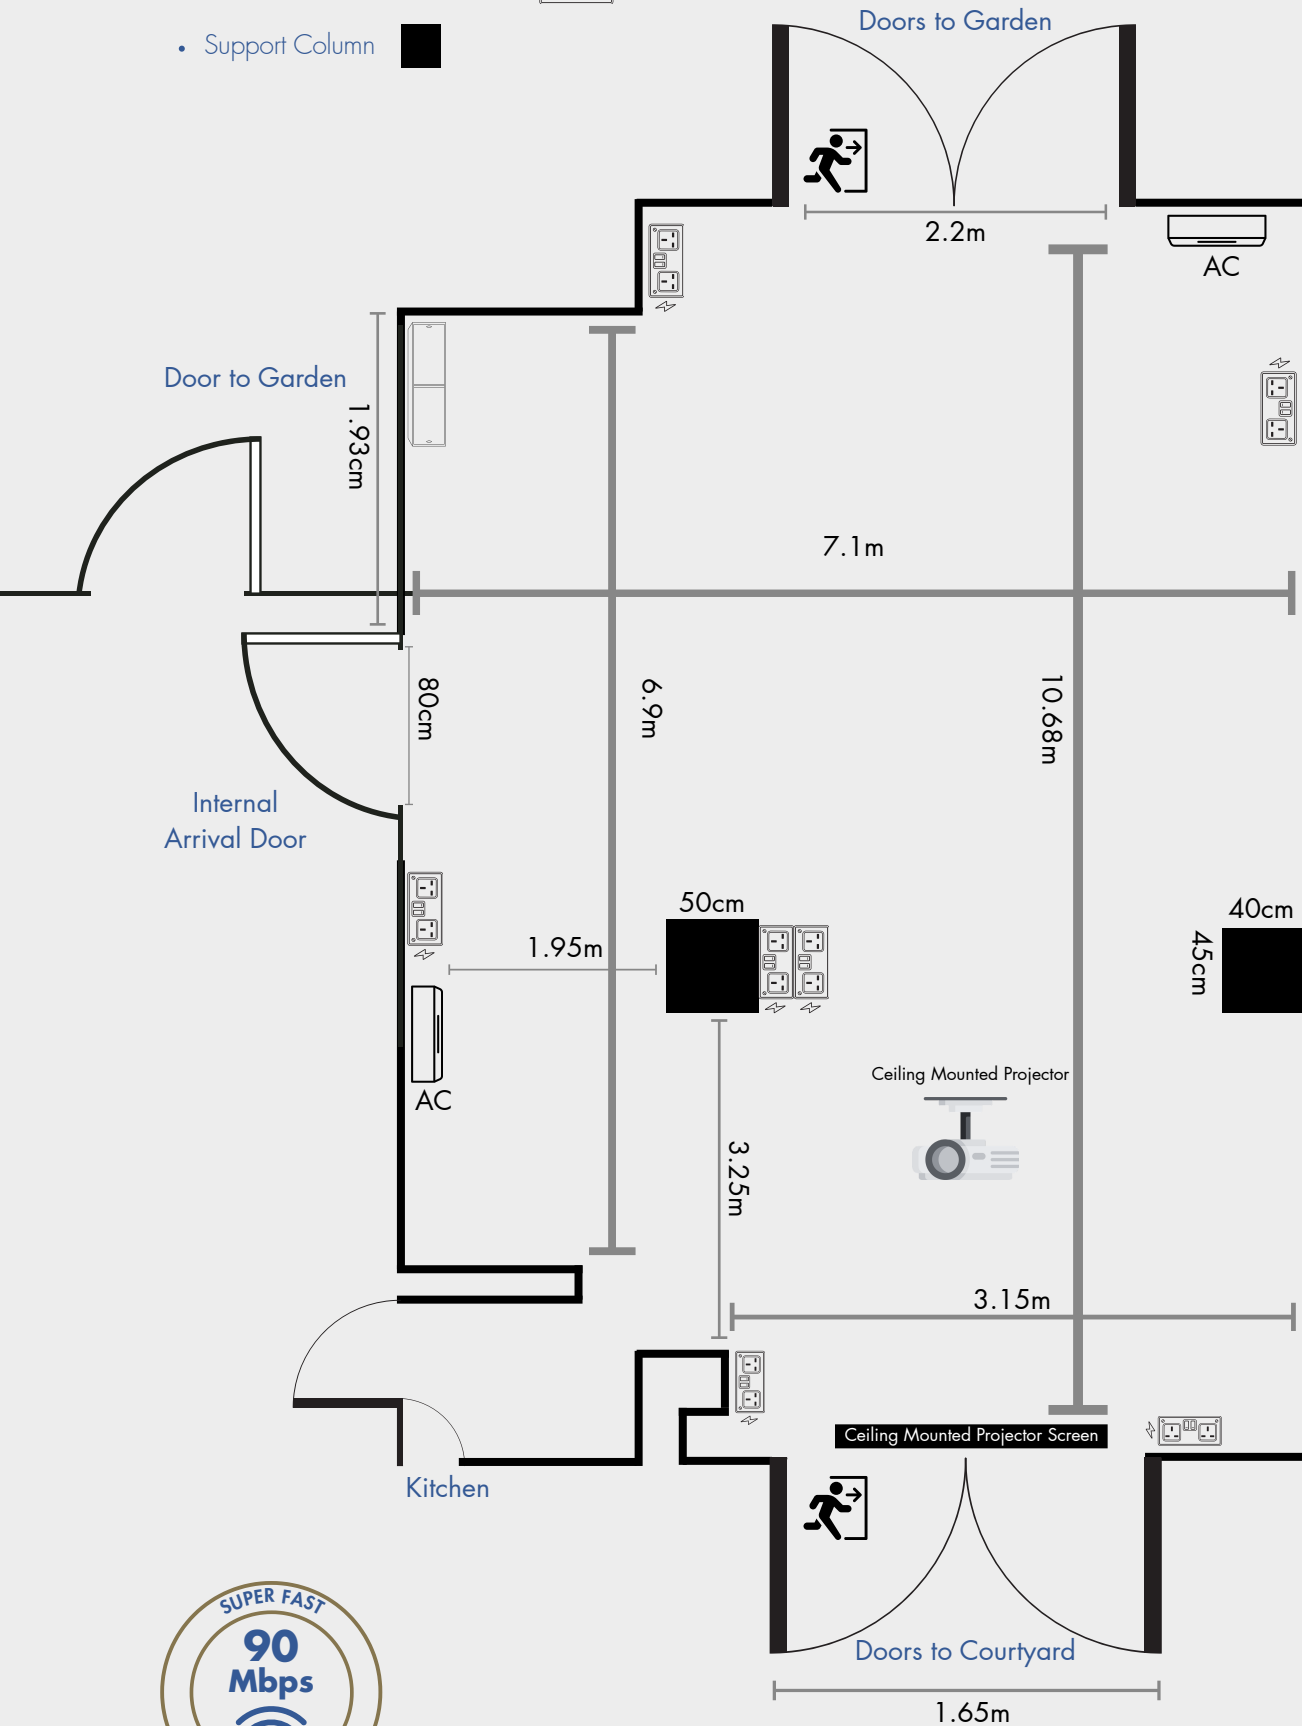 Doors to Garden
• Support Column
2.2m
AC
Door to Garden
1.93cm
7.1m
80cm
6.9m
10.68m
Internal
Arrival Door
50cm
40cm
1.95m
45cm
Ceiling Mounted Projector
AC
3.25m
3.15m
Ceiling Mounted Projector Screen
Kitchen
SUPER FAST
90
Mbps
Doors to Courtyard
1.65m